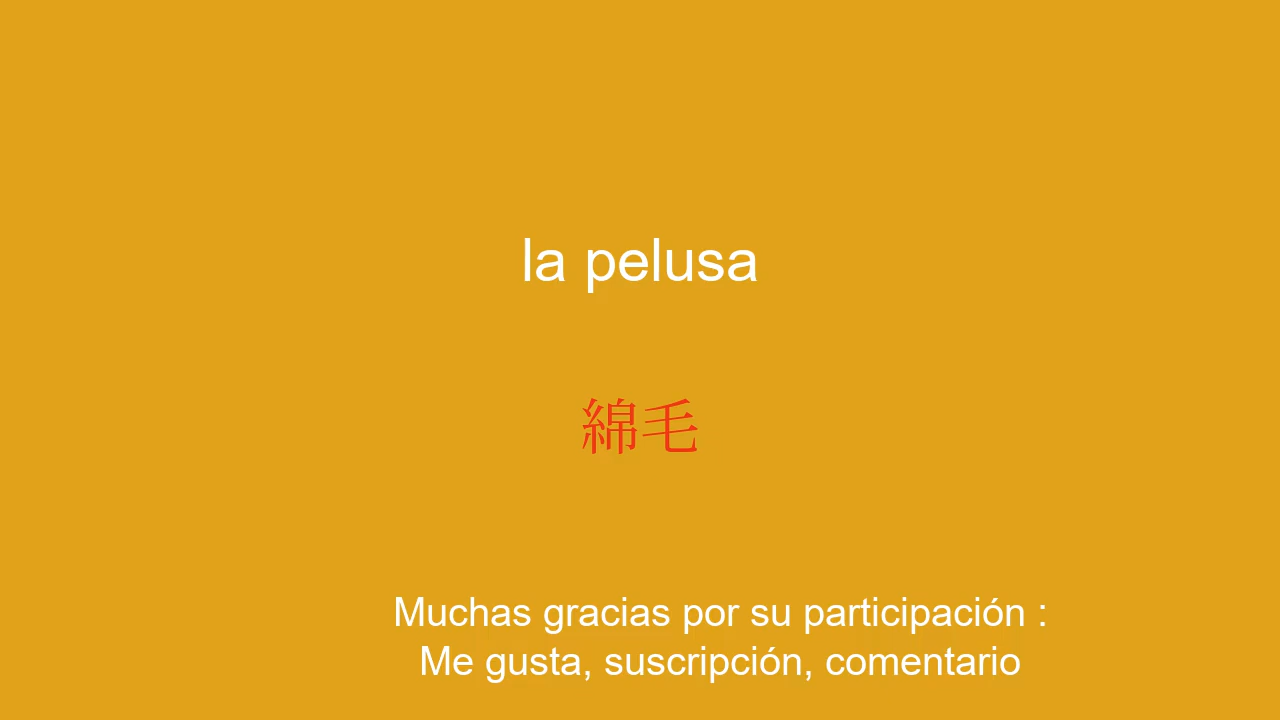 la pelusa
綿毛
Muchas gracias por su participación :
Me gusta, suscripción, comentario